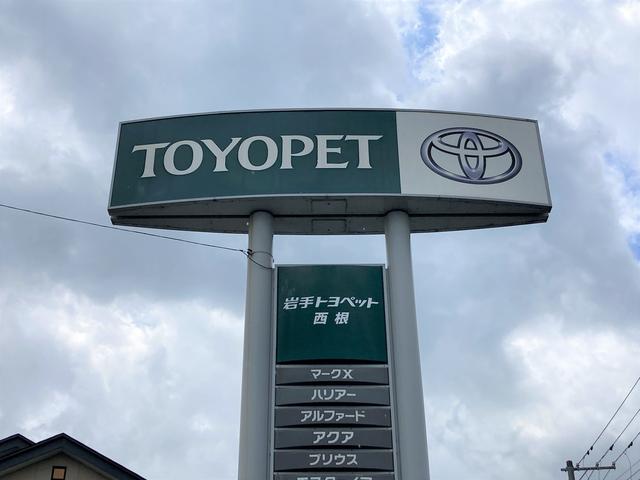 TOYOPET
岩手トヨペット
西根
マークX
ハリアー
アルファード
アクア
プリウス